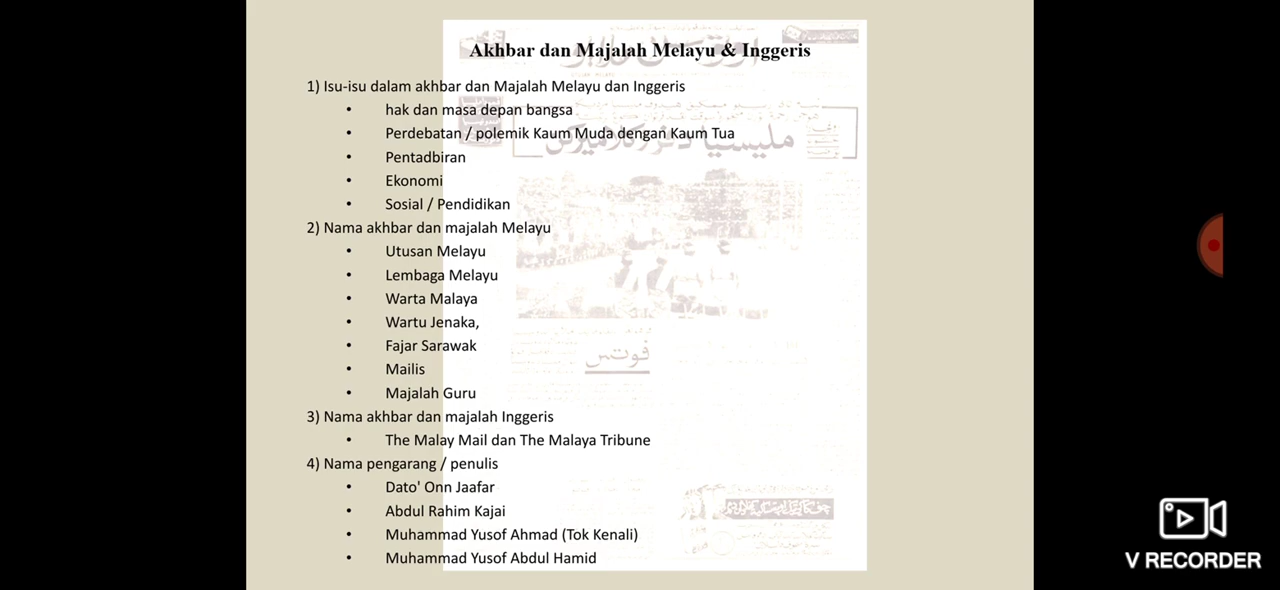 Akhbar dan Majalah Melayu & Inggeris
1) Isu-isu dalam akhbar dan Majalah Melayu dan Inggeris
• hak dan masa depan bangsa
• Perdebatan / polemik Kaum Muda dengan Kaum Tua
• Pentadbiran
• Ekonomi
• Sosial / Pendidikan
2) Nama akhbar dan majalah Melayu
• Utusan Melayu
• Lembaga Melayu
• Warta Malaya
• Wartu Jenaka,
• Fajar Sarawak
• Mailis
• Majalah Guru
3) Nama akhbar dan majalah Inggeris
• The Malay Mail dan The Malaya Tribune
4) Nama pengarang / penulis
• Dato' Onn Jaafar
• Abdul Rahim Kajai
• Muhammad Yusof Ahmad (Tok Kenali)
• Muhammad Yusof Abdul Hamid
V RECORDER